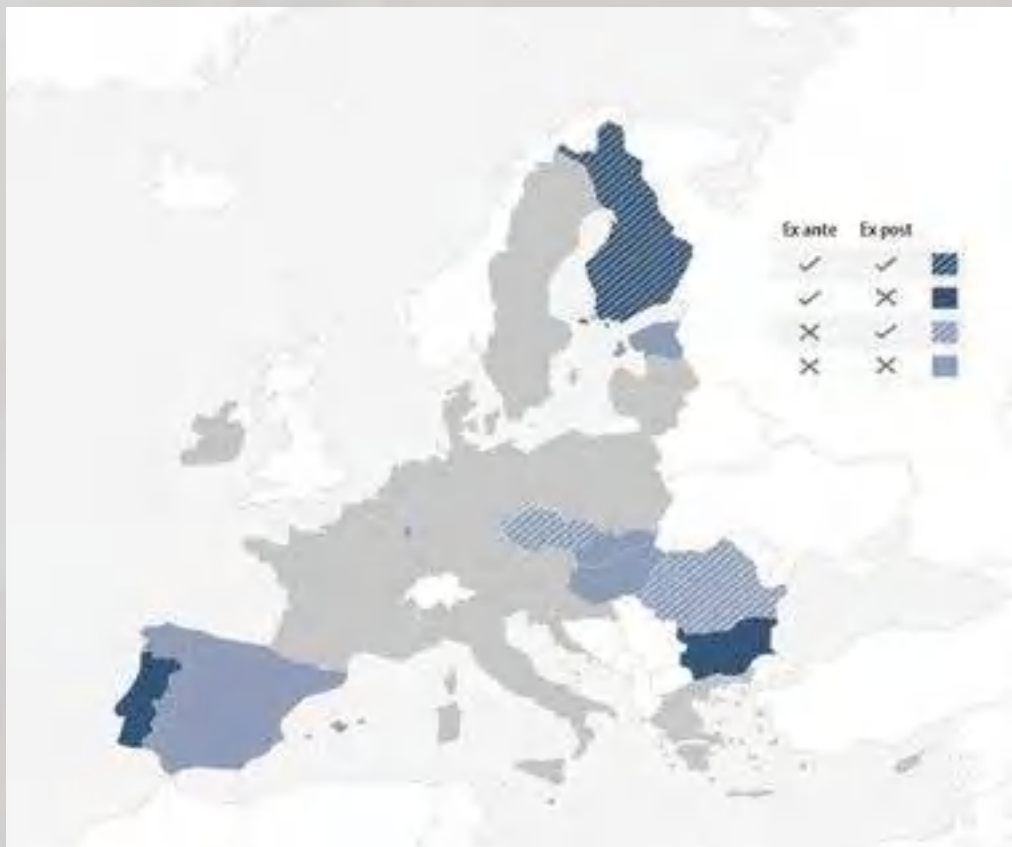 Ex ante Ex post
✓ ✓
✓ ✕
✕ ✓
✕ ✕